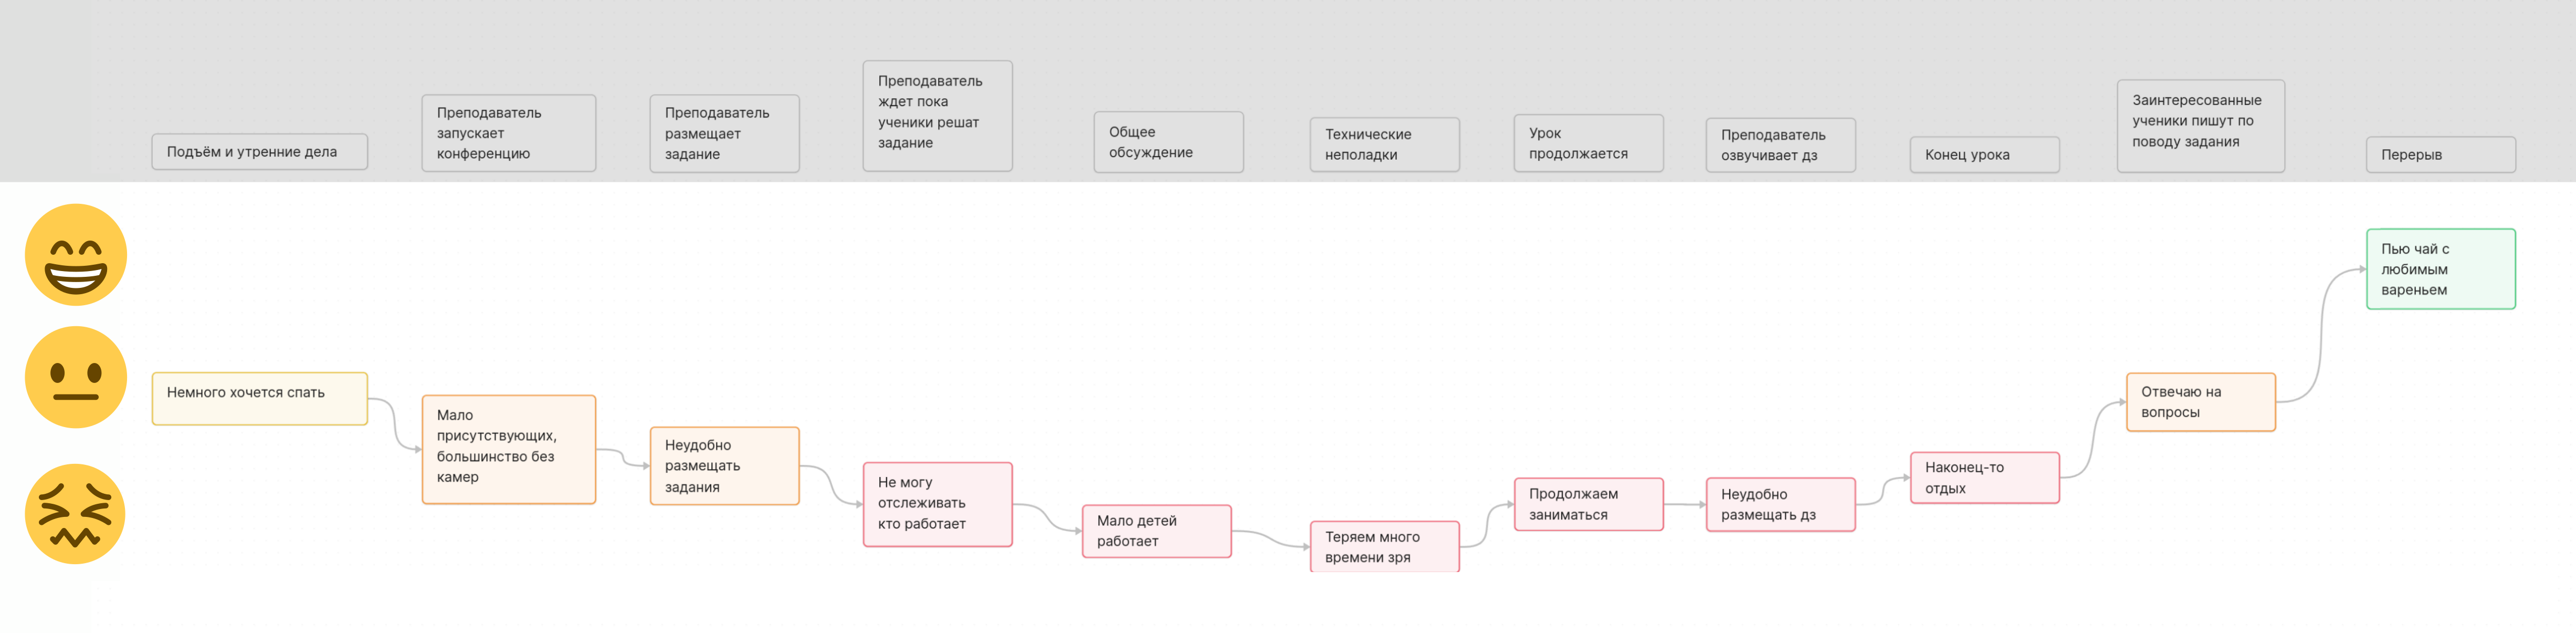 Подъём и утренние дела
Преподаватель
запускает
конференцию
Преподаватель
размещает
задание
Преподаватель
ждет пока
ученики решат
задание
Общее
обсуждение
Технические
неполадки
Урок
продолжается
Преподаватель
озвучивает дз
Конец урока
Заинтересованные
ученики пишут по
поводу задания
Перерыв
Немного хочется спать
Мало
присутствующих,
большинство без
камер
Неудобно
размещать
задания
Не могу
отслеживать
кто работает
Мало детей
работает
Теряем много
времени зря
Продолжаем
заниматься
Неудобно
размещать дз
Наконец-то
отдых
Отвечаю на
вопросы
Пью чай с
любимым
вареньем